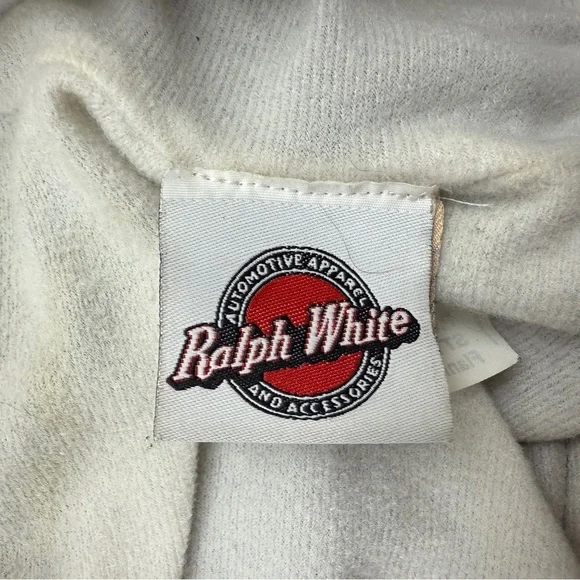 AUTOMOTIVE APPAREL
Ralph White
AND ACCESSORIES